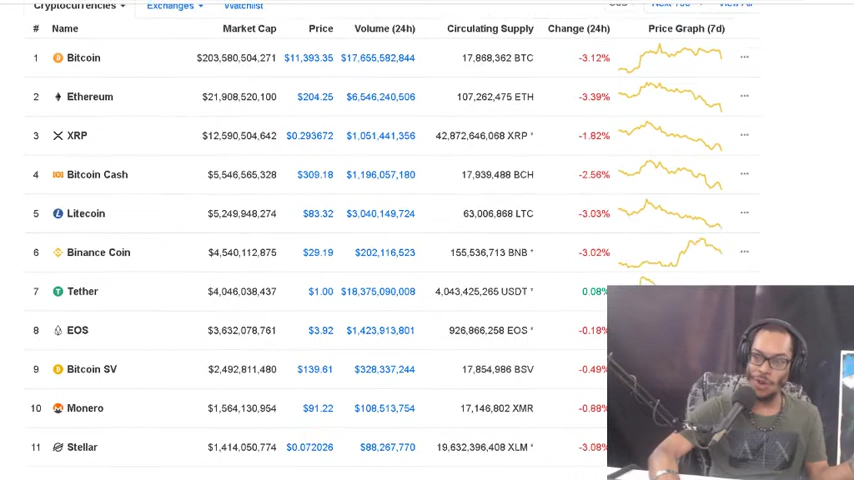 Cryptocurrencies Exchanges Watchlist USD Next 100 View All
# Name Market Cap Price Volume (24h) Circulating Supply Change (24h) Price Graph (7d)
1 Bitcoin $203,580,504,271 $11,393.35 $17,655,582,844 17,868,362 BTC -3.12%
2 Ethereum $21,908,520,100 $204.25 $6,546,240,506 107,262,475 ETH -3.39%
3 XRP $12,590,504,642 $0.293672 $1,051,441,356 42,872,646,068 XRP * -1.82%
4 Bitcoin Cash $5,546,565,328 $309.18 $1,196,057,180 17,939,488 BCH -2.56%
5 Litecoin $5,249,948,274 $83.32 $3,040,149,724 63,006,868 LTC -3.03%
6 Binance Coin $4,540,112,875 $29.19 $202,116,523 155,536,713 BNB * -3.02%
7 Tether $4,046,038,437 $1.00 $18,375,090,008 4,043,425,265 USDT * 0.08%
8 EOS $3,632,078,761 $3.92 $1,423,913,801 926,866,258 EOS * -0.18%
9 Bitcoin SV $2,492,811,480 $139.61 $328,337,244 17,854,986 BSV -0.49%
10 Monero $1,564,130,954 $91.22 $108,513,754 17,146,802 XMR -0.88%
11 Stellar $1,414,050,774 $0.072026 $88,267,770 19,632,396,408 XLM * -3.08%